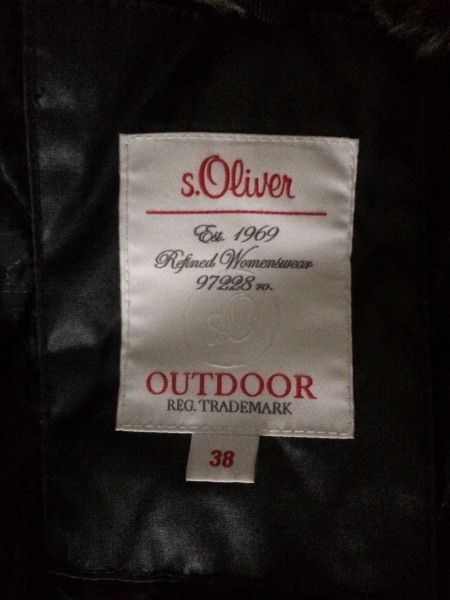 s.Oliver
Est. 1969
Refined Womenswear
97228 ro.
OUTDOOR
REG. TRADEMARK
38